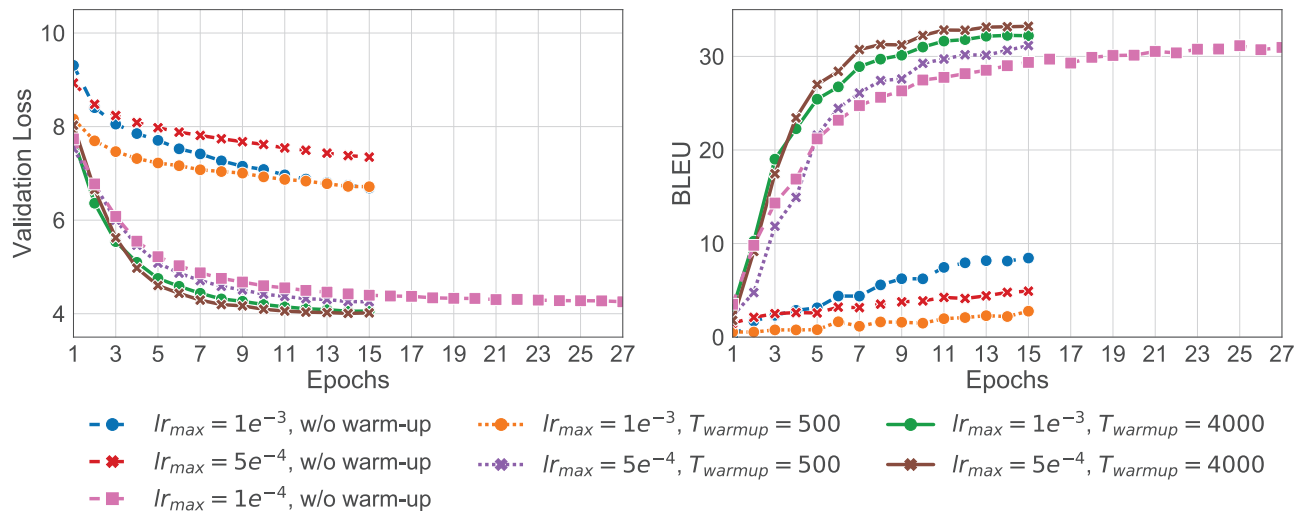 10
8
6
4
Validation Loss
1 3 5 7 9 11 13 15 17 19 21 23 25 27
Epochs
30
20
10
0
BLEU
1 3 5 7 9 11 13 15 17 19 21 23 25 27
Epochs
lr_max = 1e^−3, w/o warm-up
lr_max = 5e^−4, w/o warm-up
lr_max = 1e^−4, w/o warm-up
lr_max = 1e^−3, T_warmup = 500
lr_max = 5e^−4, T_warmup = 500
lr_max = 1e^−3, T_warmup = 4000
lr_max = 5e^−4, T_warmup = 4000